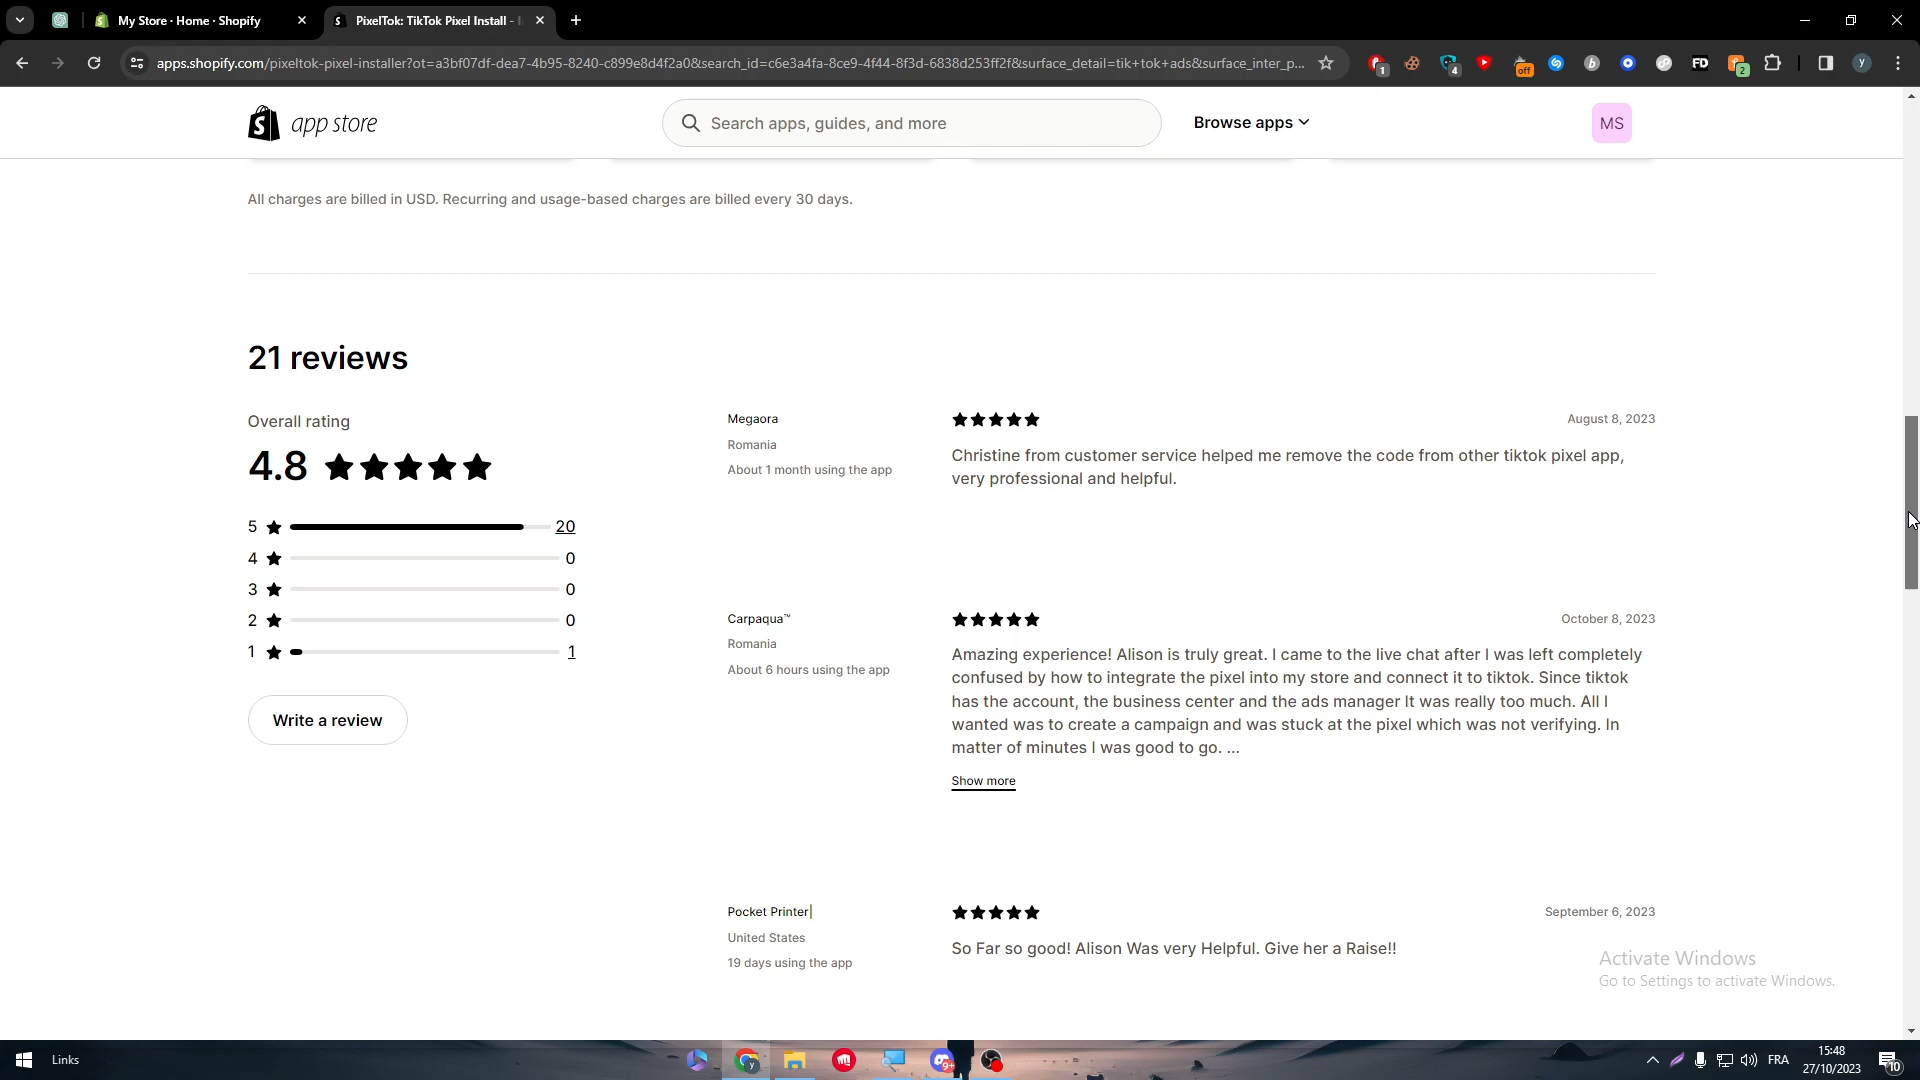 My Store · Home · Shopify
PixelTok: TikTok Pixel Install -
apps.shopify.com/pixeltok-pixel-installer?ot=a3bf07df-dea7-4b95-8240-c899e8d4f2a0&search_id=c6e3a4fa-8ce9-4f44-8f3d-6838d253ff2f&surface_detail=tik+tok+ads&surface_inter_p...
1
4
off
FD
2
y
app store
Search apps, guides, and more
Browse apps
MS
All charges are billed in USD. Recurring and usage-based charges are billed every 30 days.
21 reviews
Overall rating
4.8
5 20
4 0
3 0
2 0
1 1
Write a review
Megaora
Romania
About 1 month using the app
August 8, 2023
Christine from customer service helped me remove the code from other tiktok pixel app,
very professional and helpful.
Carpaqua™
Romania
About 6 hours using the app
October 8, 2023
Amazing experience! Alison is truly great. I came to the live chat after I was left completely
confused by how to integrate the pixel into my store and connect it to tiktok. Since tiktok
has the account, the business center and the ads manager It was really too much. All I
wanted was to create a campaign and was stuck at the pixel which was not verifying. In
matter of minutes I was good to go. ...
Show more
Pocket Printer
United States
19 days using the app
September 6, 2023
So Far so good! Alison Was very Helpful. Give her a Raise!!
Activate Windows
Go to Settings to activate Windows.
Links
9+
FRA
15:48
27/10/2023
10